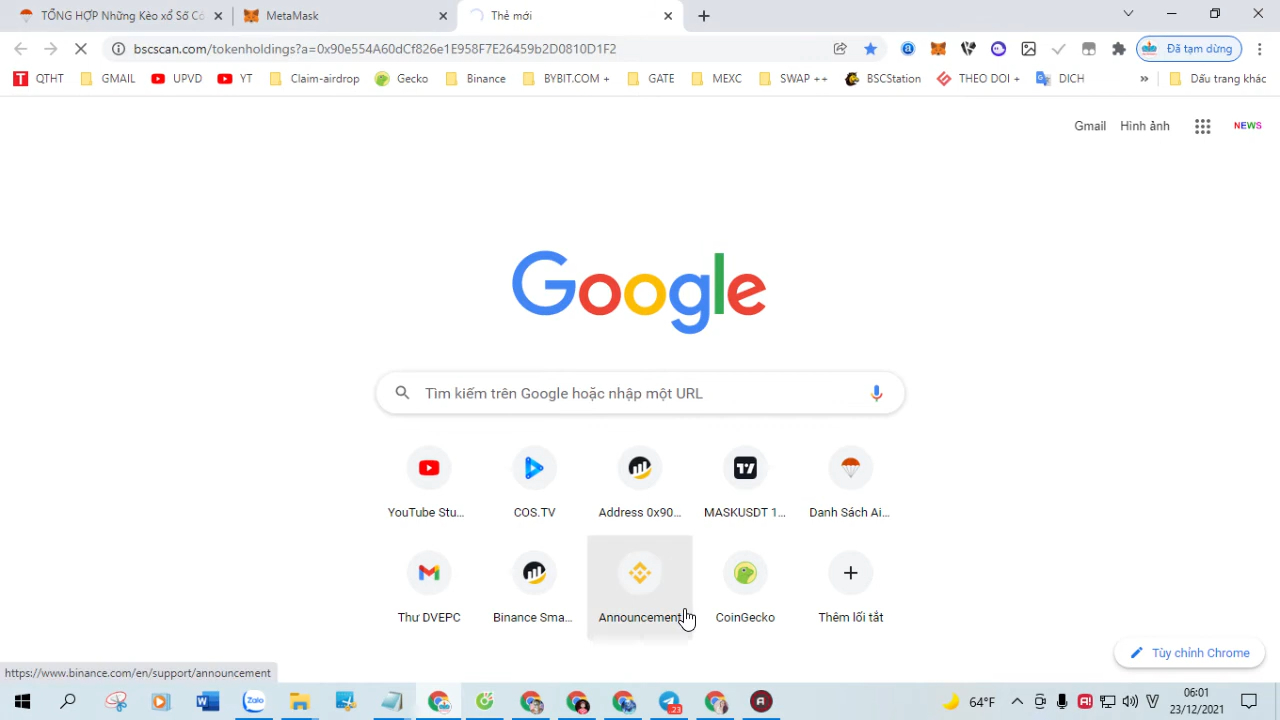 TỔNG HỢP Những Kèo xổ Số Cơ
MetaMask
Thẻ mới
bscscan.com/tokenholdings?a=0x90e554A60dCf826e1E958F7E26459b2D0810D1F2
Đã tạm dừng
QTHT
GMAIL
UPVD
YT
Claim-airdrop
Gecko
Binance
BYBIT.COM +
GATE
MEXC
SWAP ++
BSCStation
THEO DOI +
DICH
»
Dấu trang khác
Gmail
Hình ảnh
NEWS
Google
Tìm kiếm trên Google hoặc nhập một URL
YouTube Stu...
COS.TV
Address 0x90...
MASKUSDT 1...
Danh Sách Ai...
Thư DVEPC
Binance Sma...
Announcement
CoinGecko
Thêm lối tắt
Tùy chỉnh Chrome
https://www.binance.com/en/support/announcement
Zalo
23
64°F
06:01
23/12/2021